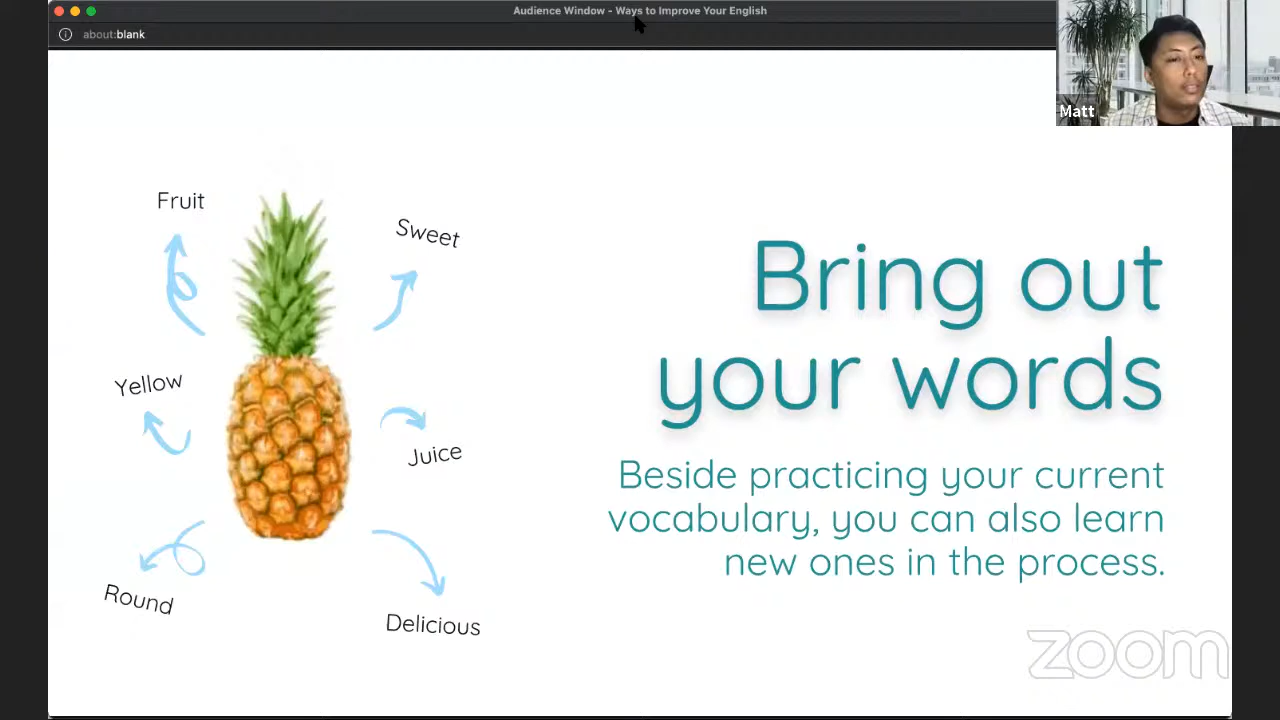 Audience Window - Ways to Improve Your English
about:blank
Matt
Fruit
Sweet
Yellow
Juice
Round
Delicious
Bring out
your words
Beside practicing your current
vocabulary, you can also learn
new ones in the process.
zoom